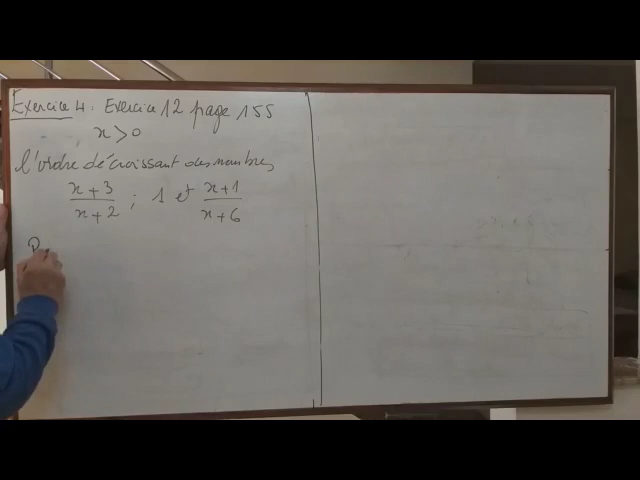 Exercice 4 : Exercice 12 page 155
x > 0
l'ordre décroissant des nombres
x+3/x+2 ; 1 et x+1/x+6
R